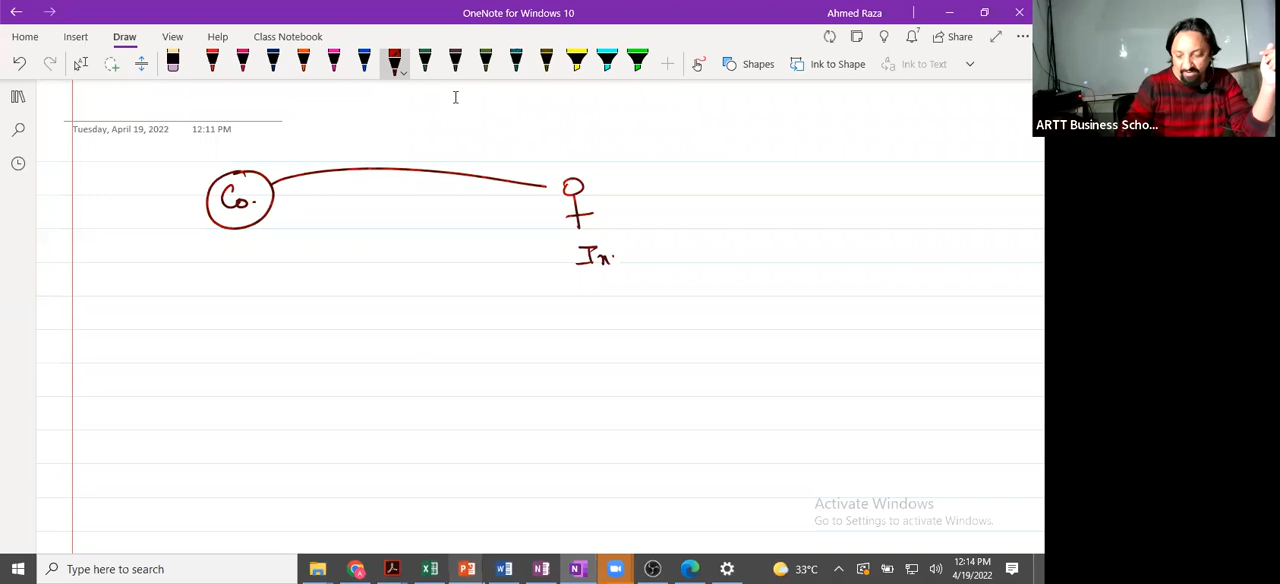 OneNote for Windows 10
Ahmed Raza
Home Insert Draw View Help Class Notebook
Share
Shapes Ink to Shape Ink to Text
ARTT Business Scho...
Tuesday, April 19, 2022 12:11 PM
Co.
In.
Activate Windows
Go to Settings to activate Windows.
Type here to search
33°C
12:14 PM
4/19/2022